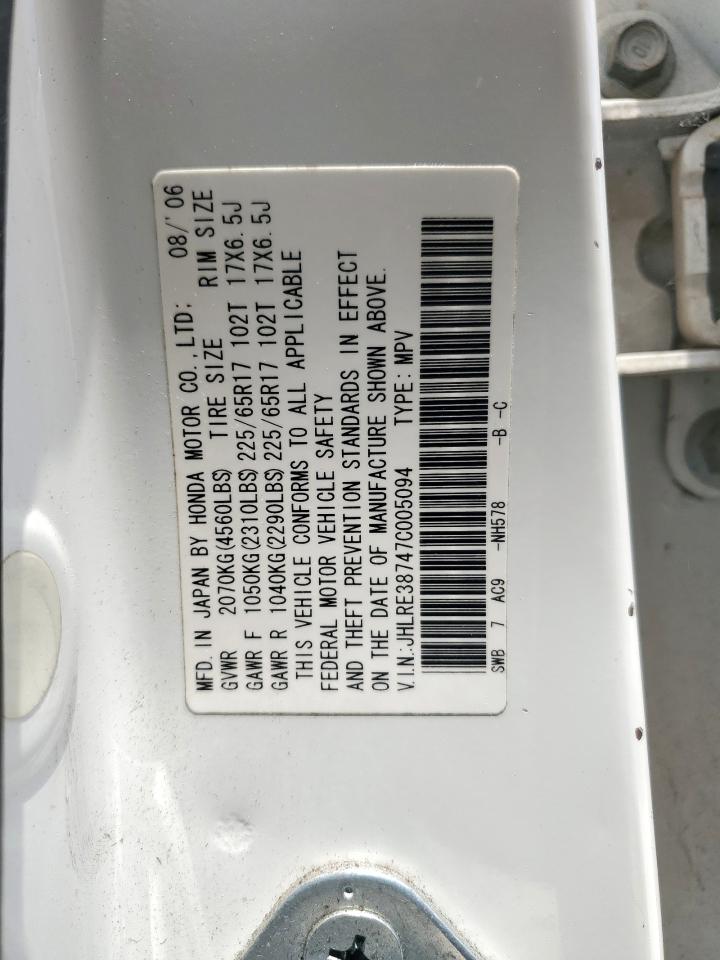 MFD. IN JAPAN BY HONDA MOTOR CO., LTD; 08/'06
GVWR 2070KG(4560LBS) TIRE SIZE RIM SIZE
GAWR F 1050KG(2310LBS) 225/65R17 102T 17X6.5J
GAWR R 1040KG(2290LBS) 225/65R17 102T 17X6.5J
THIS VEHICLE CONFORMS TO ALL APPLICABLE
FEDERAL MOTOR VEHICLE SAFETY
AND THEFT PREVENTION STANDARDS IN EFFECT
ON THE DATE OF MANUFACTURE SHOWN ABOVE.
V.I.N.:JHLRE38747C005094 TYPE: MPV
SWB 7 AC9 -NH578 -B -C
10